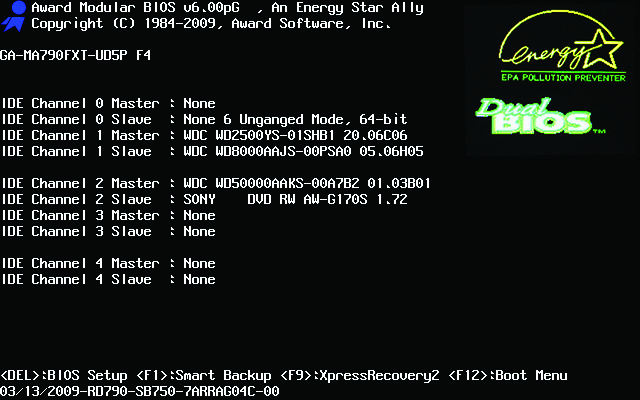 Award Modular BIOS v6.00pG  , An Energy Star Ally
Copyright (C) 1984-2009, Award Software, Inc.
GA-MA790FXT-UD5P F4
energy
EPA POLLUTION PREVENTER
Dual
BIOS™
IDE Channel 0 Master : None
IDE Channel 0 Slave  : None 6 Unganged Mode, 64-bit
IDE Channel 1 Master : WDC WD2500YS-01SHB1 20.06C06
IDE Channel 1 Slave  : WDC WD8000AAJS-00PSA0 05.06H05
IDE Channel 2 Master : WDC WD50000AAKS-00A7B2 01.03B01
IDE Channel 2 Slave  : SONY    DVD RW AW-G170S 1.72
IDE Channel 3 Master : None
IDE Channel 3 Slave  : None
IDE Channel 4 Master : None
IDE Channel 4 Slave  : None
<DEL>:BIOS Setup <F1>:Smart Backup <F9>:XpressRecovery2 <F12>:Boot Menu
03/13/2009-RD790-SB750-7ARRAG04C-00